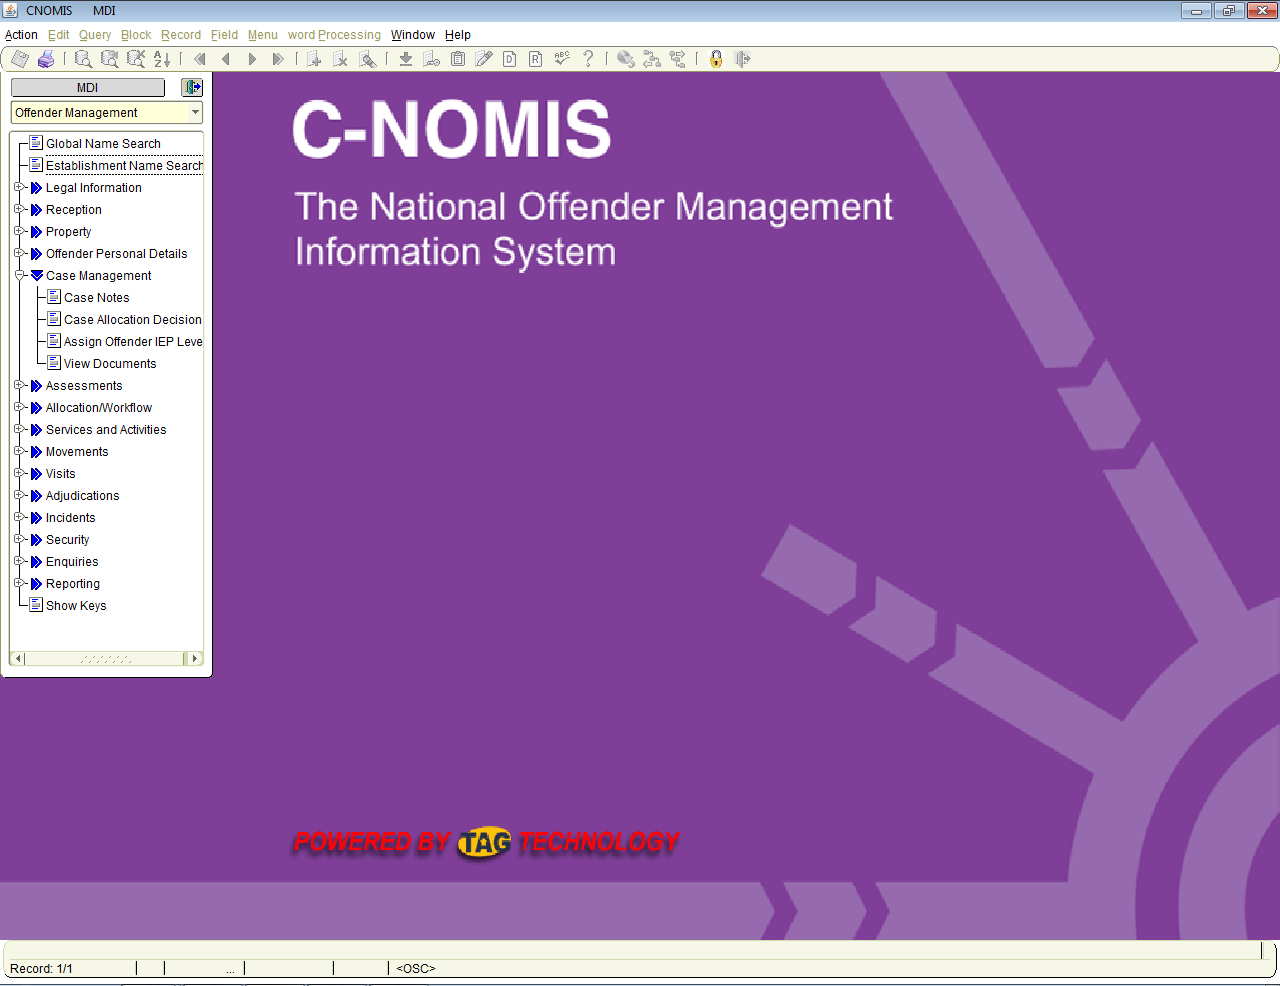 CNOMIS MDI
Action Edit Query Block Record Field Menu word Processing Window Help
MDI
Offender Management
Global Name Search
Establishment Name Search
Legal Information
Reception
Property
Offender Personal Details
Case Management
Case Notes
Case Allocation Decision
Assign Offender IEP Leve
View Documents
Assessments
Allocation/Workflow
Services and Activities
Movements
Visits
Adjudications
Incidents
Security
Enquiries
Reporting
Show Keys
C-NOMIS
The National Offender Management
Information System
POWERED BY TAG TECHNOLOGY
Record: 1/1 ... <OSC>